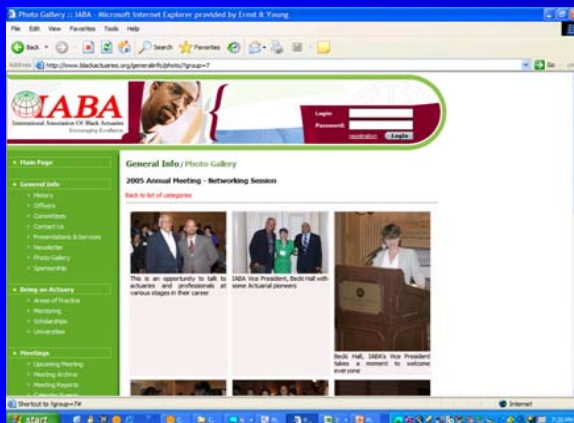 Photo Gallery :: IABA - Microsoft Internet Explorer provided by Ernst & Young
File Edit View Favorites Tools Help
Back Search Favorites
Address http://www.blackactuaries.org/generalinfo/photo/?group=7 Go
IABA
International Association Of Black Actuaries
Encouraging Excellence
Login:
Password:
registration Login
Main Page
General Info
History
Officers
Committees
Contact Us
Presentations & Services
Newsletter
Photo Gallery
Sponsorship
Being an Actuary
Areas of Practice
Mentoring
Scholarships
Universities
Meetings
Upcoming Meeting
Meeting Archive
Meeting Reports
Calendar Events
General Info / Photo Gallery
2005 Annual Meeting - Networking Session
Back to list of categories
This is an opportunity to talk to
actuaries and professionals at
various stages in their career
IABA Vice President, Beds Hall with
some Actuarial pioneers
Beds Hall, IABA's Vice President
takes a moment to welcome
everyone
Shortcut to ?group=7# Internet
start